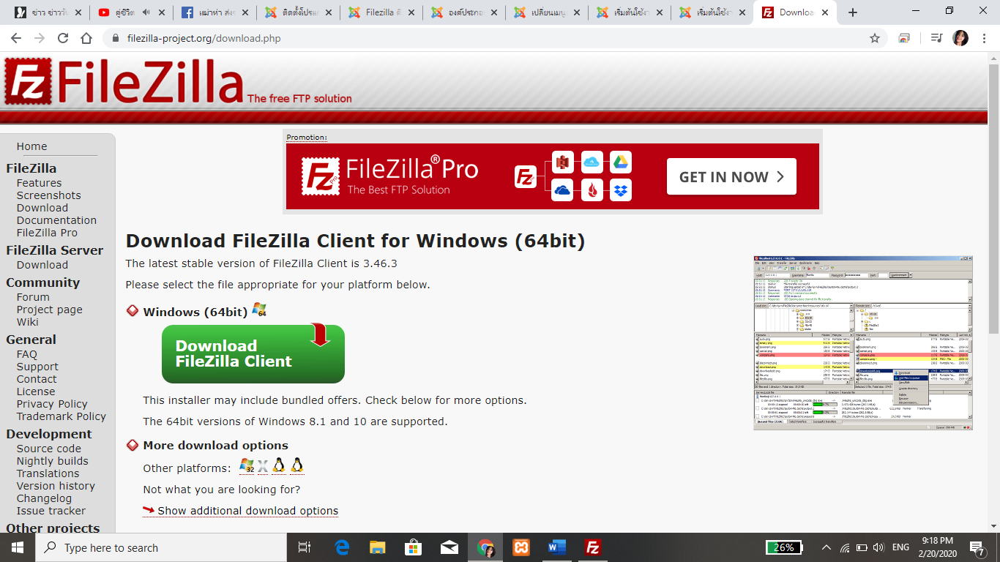 ข่าว ข่าววัน
คู่ชีวิต
เฒ่าห่า ส่งข
ติดตั้งโปรแก
Filezilla คื
องค์ประกอ
เปลี่ยนเมนู
เริ่มต้นใช้งา
เริ่มต้นใช้งา
Downloa
filezilla-project.org/download.php
FileZilla
The free FTP solution
Home
FileZilla
Features
Screenshots
Download
Documentation
FileZilla Pro
FileZilla Server
Download
Community
Forum
Project page
Wiki
General
FAQ
Support
Contact
License
Privacy Policy
Trademark Policy
Development
Source code
Nightly builds
Translations
Version history
Changelog
Issue tracker
Other projects
Promotion:
Fz Pro
FileZilla® Pro
The Best FTP Solution
GET IN NOW
Download FileZilla Client for Windows (64bit)
The latest stable version of FileZilla Client is 3.46.3
Please select the file appropriate for your platform below.
Windows (64bit) 64
Download
FileZilla Client
This installer may include bundled offers. Check below for more options.
The 64bit versions of Windows 8.1 and 10 are supported.
More download options
Other platforms: 32
Not what you are looking for?
Show additional download options
Type here to search
26%
ENG
9:18 PM
2/20/2020
7